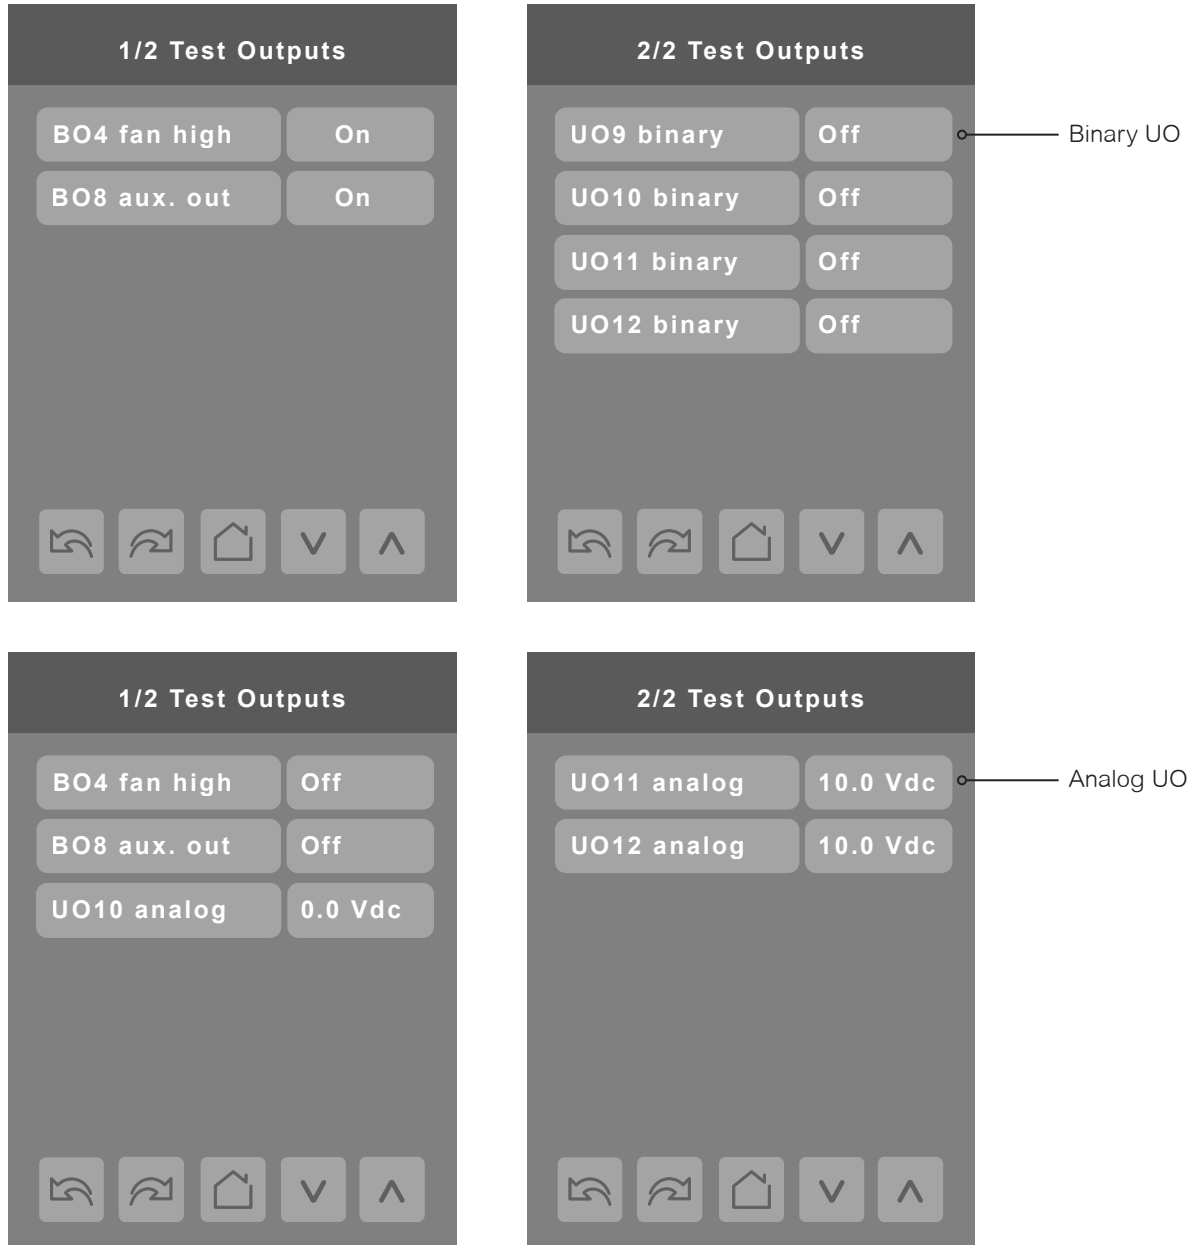 1/2 Test Outputs
BO4 fan high On
BO8 aux. out On
2/2 Test Outputs
UO9 binary Off
Binary UO
UO10 binary Off
UO11 binary Off
UO12 binary Off
1/2 Test Outputs
BO4 fan high Off
BO8 aux. out Off
UO10 analog 0.0 Vdc
2/2 Test Outputs
UO11 analog 10.0 Vdc
Analog UO
UO12 analog 10.0 Vdc